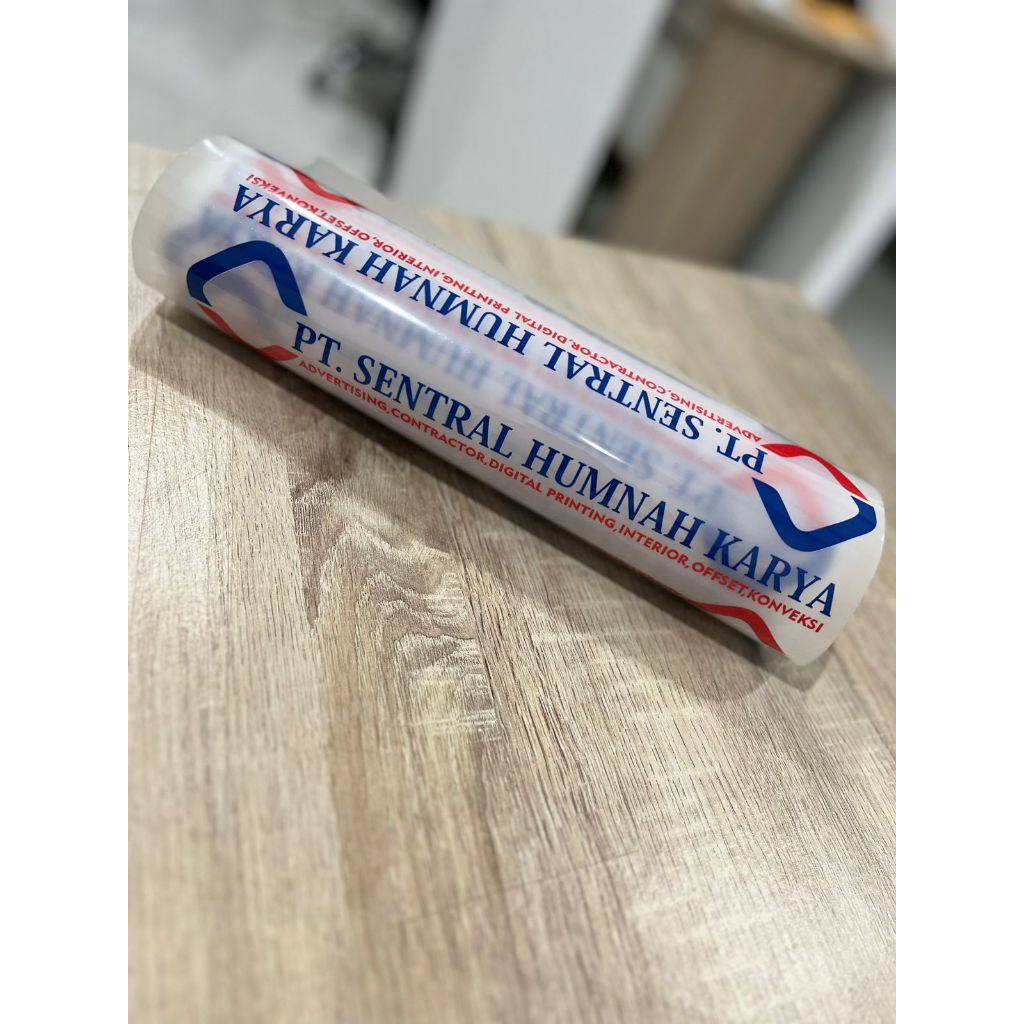 PT. SENTRAL HUMNAH KARYA
ADVERTISING,CONTRACTOR,DIGITAL PRINTING,INTERIOR,OFFSET,KONVEKSI
PT. SENTRAL HUMNAH KARYA
ADVERTISING,CONTRACTOR,DIGITAL PRINTING,INTERIOR,OFFSET,KONVEKSI